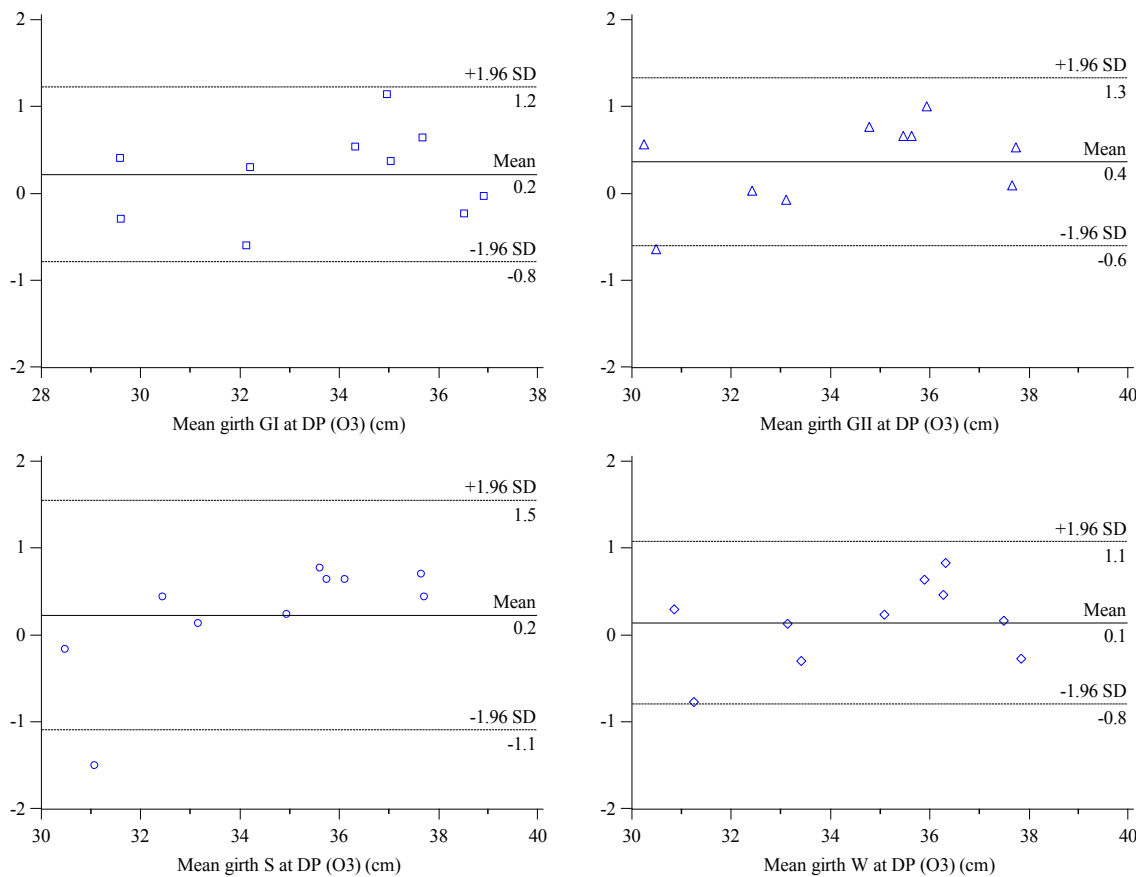 2
1
0
-1
-2
+1.96 SD
1.2
Mean
0.2
-1.96 SD
-0.8
28 30 32 34 36 38
Mean girth GI at DP (O3) (cm)
2
1
0
-1
-2
+1.96 SD
1.3
Mean
0.4
-1.96 SD
-0.6
30 32 34 36 38 40
Mean girth GII at DP (O3) (cm)
2
1
0
-1
-2
+1.96 SD
1.5
Mean
0.2
-1.96 SD
-1.1
30 32 34 36 38 40
Mean girth S at DP (O3) (cm)
2
1
0
-1
-2
+1.96 SD
1.1
Mean
0.1
-1.96 SD
-0.8
30 32 34 36 38 40
Mean girth W at DP (O3) (cm)